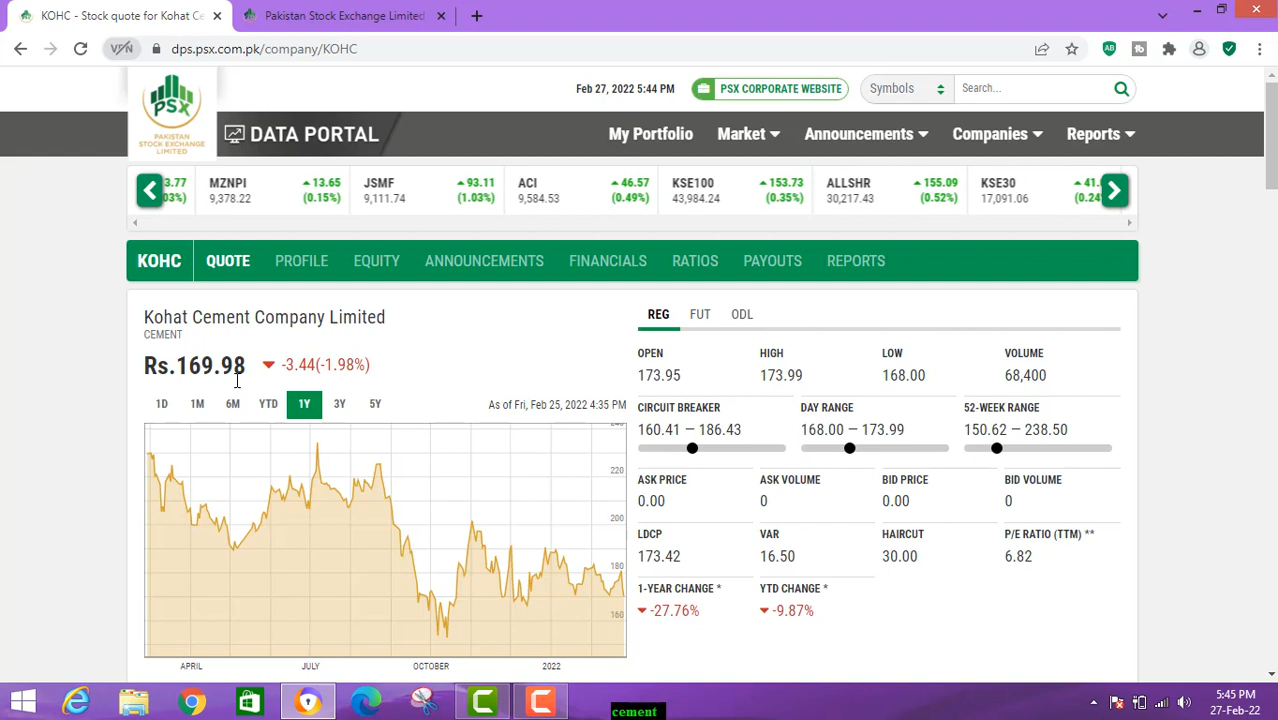 KOHC - Stock quote for Kohat Ce
Pakistan Stock Exchange Limited
VPN
dps.psx.com.pk/company/KOHC
AB
PSX
PAKISTAN
STOCK EXCHANGE
LIMITED
Feb 27, 2022 5:44 PM
PSX CORPORATE WEBSITE
Symbols
Search...
DATA PORTAL
My Portfolio
Market
Announcements
Companies
Reports
3.77
03%)
MZNPI
9,378.22
13.65
(0.15%)
JSMF
9,111.74
93.11
(1.03%)
ACI
9,584.53
46.57
(0.49%)
KSE100
43,984.24
153.73
(0.35%)
ALLSHR
30,217.43
155.09
(0.52%)
KSE30
17,091.06
41.
(0.24
KOHC
QUOTE
PROFILE
EQUITY
ANNOUNCEMENTS
FINANCIALS
RATIOS
PAYOUTS
REPORTS
Kohat Cement Company Limited
CEMENT
Rs.169.98
-3.44(-1.98%)
1D
1M
6M
YTD
1Y
3Y
5Y
As of Fri, Feb 25, 2022 4:35 PM
240
220
200
180
160
APRIL
JULY
OCTOBER
2022
REG
FUT
ODL
OPEN
173.95
HIGH
173.99
LOW
168.00
VOLUME
68,400
CIRCUIT BREAKER
160.41 — 186.43
DAY RANGE
168.00 — 173.99
52-WEEK RANGE
150.62 — 238.50
ASK PRICE
0.00
ASK VOLUME
0
BID PRICE
0.00
BID VOLUME
0
LDCP
173.42
VAR
16.50
HAIRCUT
30.00
P/E RATIO (TTM) **
6.82
1-YEAR CHANGE *
-27.76%
YTD CHANGE *
-9.87%
cement
5:45 PM
27-Feb-22